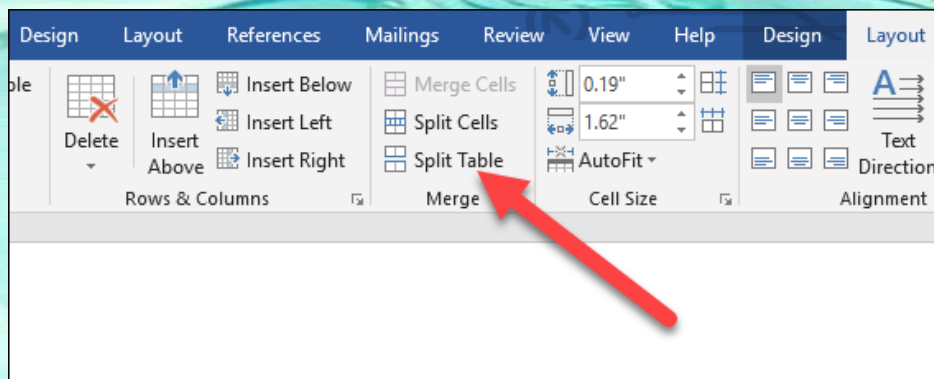 Design Layout References Mailings Review View Help Design Layout
ble Delete Insert Above Insert Below
Insert Left
Insert Right
Merge Cells
Split Cells
Split Table
0.19"
1.62"
AutoFit
Text
Direction
Rows & Columns Merge Cell Size Alignment